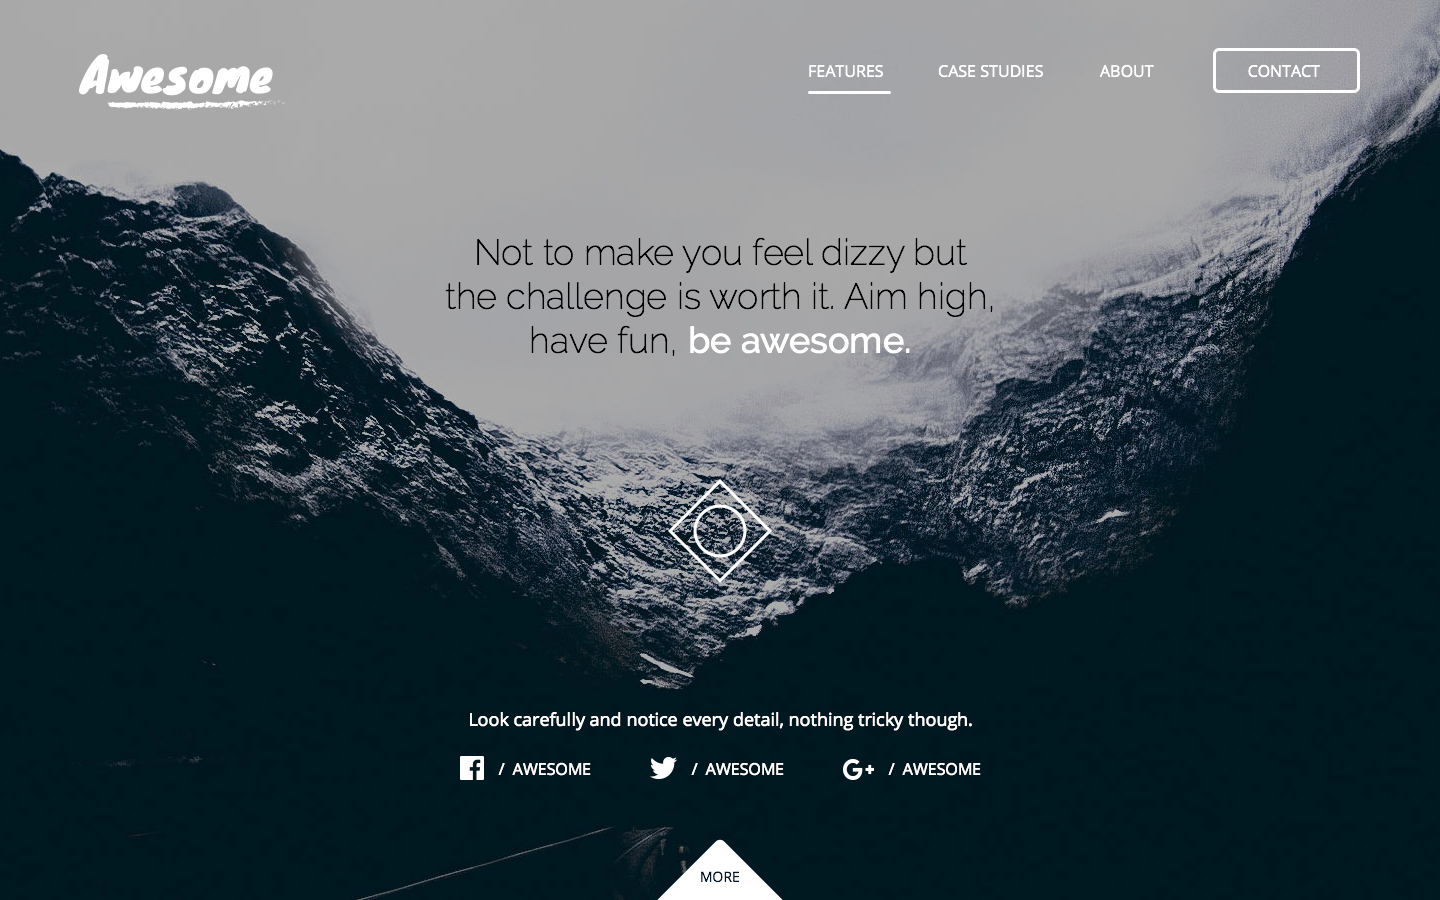 Awesome
FEATURES
CASE STUDIES
ABOUT
CONTACT
Not to make you feel dizzy but
the challenge is worth it. Aim high,
have fun, be awesome.
Look carefully and notice every detail, nothing tricky though.
/ AWESOME
/ AWESOME
G+ / AWESOME
MORE